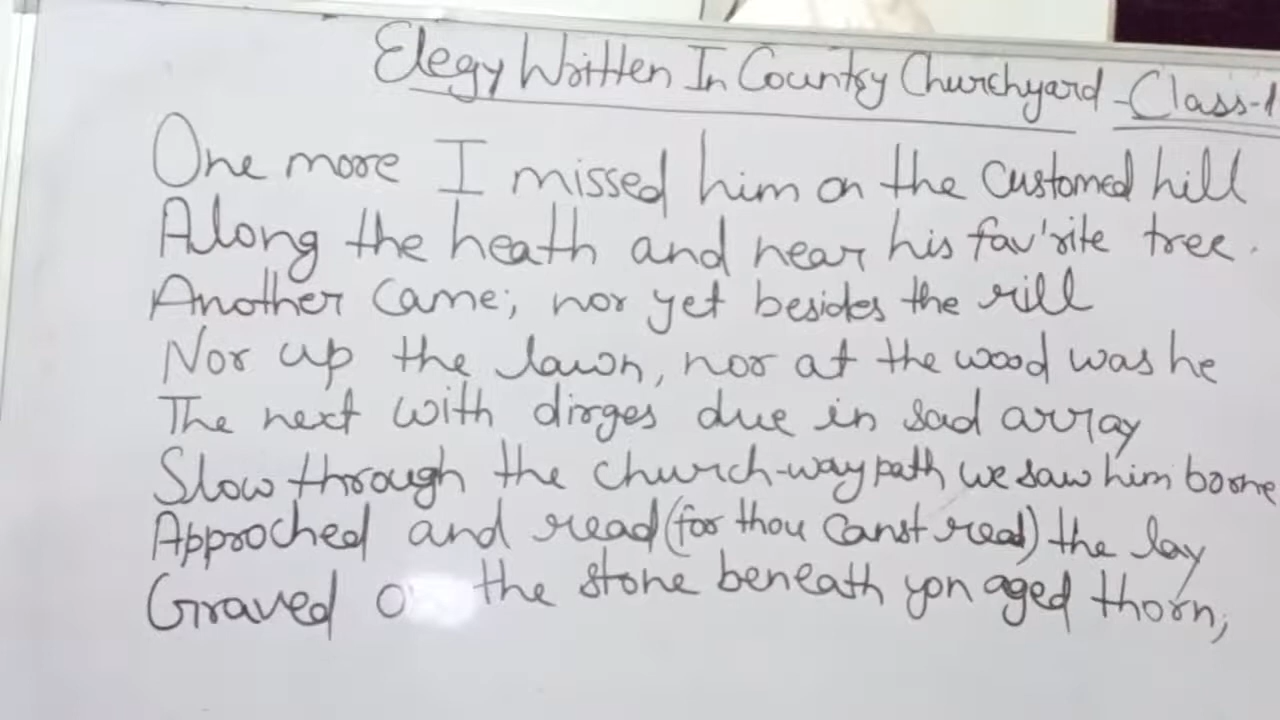 Elegy Written In Country Churchyard - Class-1
One more I missed him on the Customed hill
Along the heath and near his fav'rite tree.
Another Came; nor yet besides the rill
Nor up the lawn, nor at the wood was he
The next with dirges due in sad array
Slow through the church-way path we saw him borne
Approched and read (for thou Canst read) the lay
Graved the stone beneath yon aged thorn;